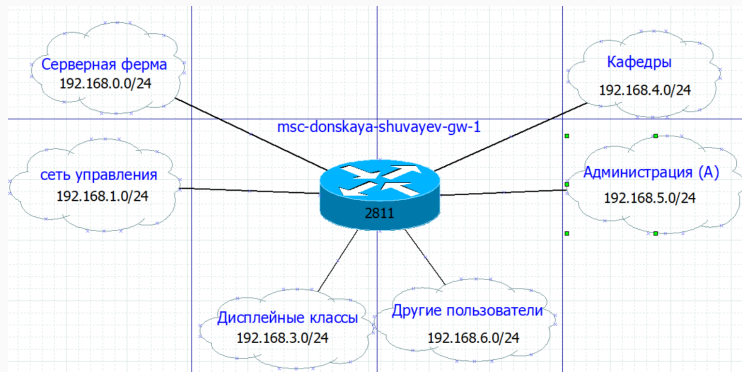 Серверная ферма
192.168.0.0/24
Кафедры
192.168.4.0/24
msc-donskaya-shuvayev-gw-1
сеть управления
192.168.1.0/24
Администрация (А)
192.168.5.0/24
2811
Дисплейные классы
192.168.3.0/24
Другие пользователи
192.168.6.0/24